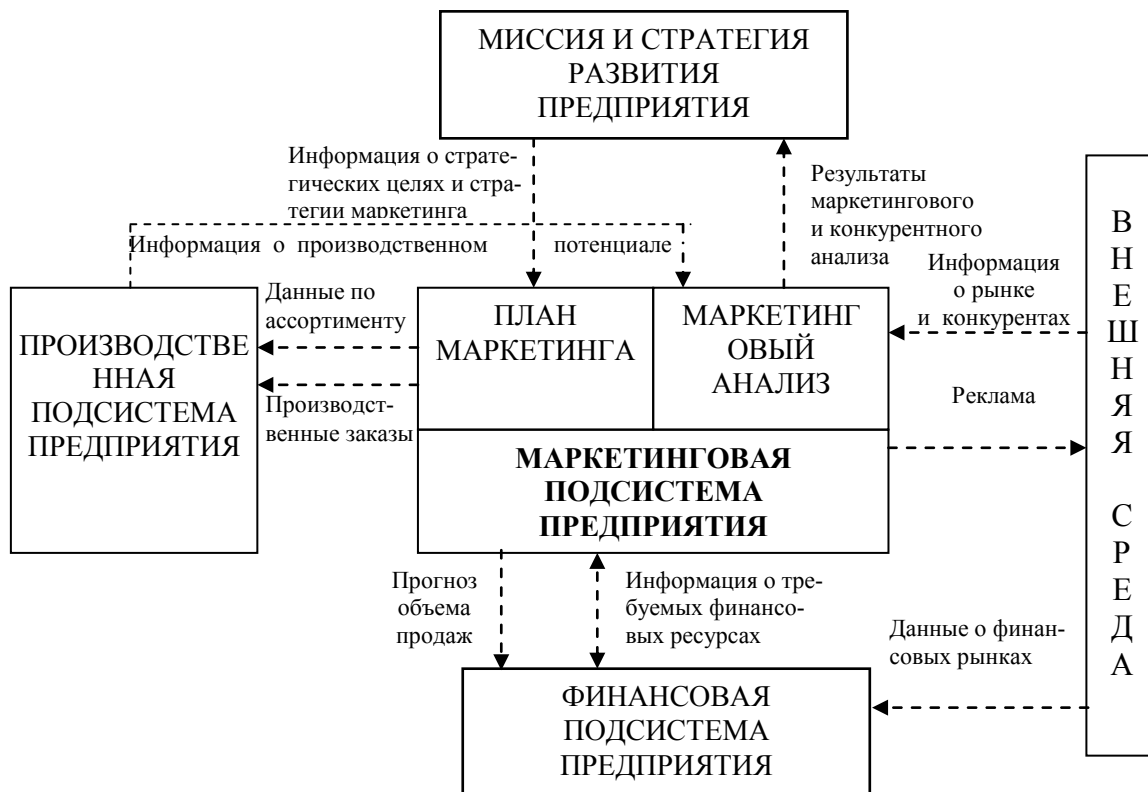 МИССИЯ И СТРАТЕГИЯ
РАЗВИТИЯ
ПРЕДПРИЯТИЯ
Информация о страте-
гических целях и стра-
тегии маркетинга
Результаты
маркетингового
и конкурентного
анализа
Информация о производственном потенциале
Информация
о рынке
и конкурентах
Данные по
ассортименту
ПРОИЗВОДСТВЕ
ННАЯ
ПОДСИСТЕМА
ПРЕДПРИЯТИЯ
Производст-
венные заказы
ПЛАН
МАРКЕТИНГА
МАРКЕТИНГ
ОВЫЙ
АНАЛИЗ
Реклама
МАРКЕТИНГОВАЯ
ПОДСИСТЕМА
ПРЕДПРИЯТИЯ
В
Н
Е
Ш
Н
Я
Я
С
Р
Е
Д
А
Прогноз
объема
продаж
Информация о тре-
буемых финансо-
вых ресурсах
Данные о финан-
совых рынках
ФИНАНСОВАЯ
ПОДСИСТЕМА
ПРЕДПРИЯТИЯ